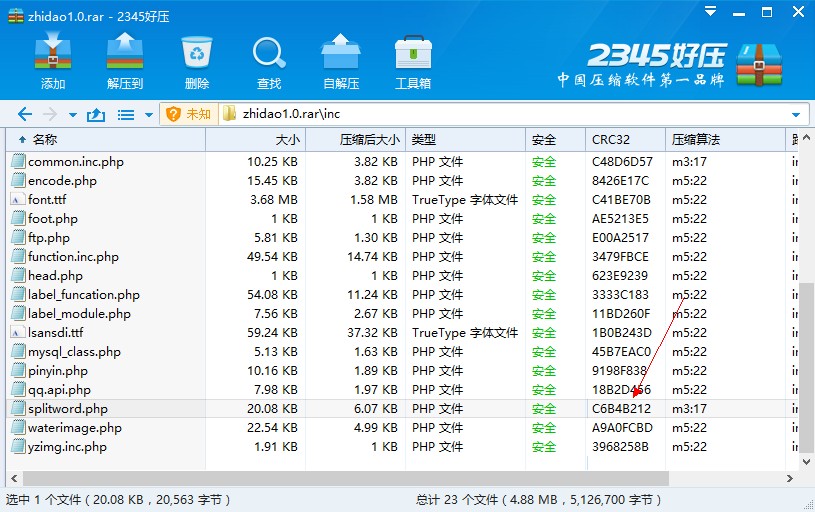 zhidao1.0.rar - 2345好压
添加 解压到 删除 查找 自解压 工具箱
2345好压
中国压缩软件第一品牌
未知 zhidao1.0.rar\inc
名称 大小 压缩后大小 类型 安全 CRC32 压缩算法
common.inc.php 10.25 KB 3.82 KB PHP 文件 安全 C48D6D57 m3:17
encode.php 15.45 KB 3.82 KB PHP 文件 安全 8426E17C m5:22
font.ttf 3.68 MB 1.58 MB TrueType 字体文件 安全 C41BE70B m5:22
foot.php 1 KB 1 KB PHP 文件 安全 AE5213E5 m5:22
ftp.php 5.81 KB 1.30 KB PHP 文件 安全 E00A2517 m5:22
function.inc.php 49.54 KB 14.74 KB PHP 文件 安全 3479FBCE m5:22
head.php 1 KB 1 KB PHP 文件 安全 623E9239 m5:22
label_funcation.php 54.08 KB 11.24 KB PHP 文件 安全 3333C183 m5:22
label_module.php 7.56 KB 2.67 KB PHP 文件 安全 11BD260F m5:22
lsansdi.ttf 59.24 KB 37.32 KB TrueType 字体文件 安全 1B0B243D m5:22
mysql_class.php 5.13 KB 1.63 KB PHP 文件 安全 45B7EAC0 m5:22
pinyin.php 10.16 KB 1.89 KB PHP 文件 安全 9198F838 m5:22
qq.api.php 7.98 KB 1.97 KB PHP 文件 安全 18B2D456 m5:22
splitword.php 20.08 KB 6.07 KB PHP 文件 安全 C6B4B212 m3:17
waterimage.php 22.54 KB 4.99 KB PHP 文件 安全 A9A0FCBD m5:22
yzimg.inc.php 1.91 KB 1 KB PHP 文件 安全 3968258B m5:22
选中 1 个文件 ( 20.08 KB , 20,563 字节 ) 总计 23 个文件 ( 4.88 MB , 5,126,700 字节 )